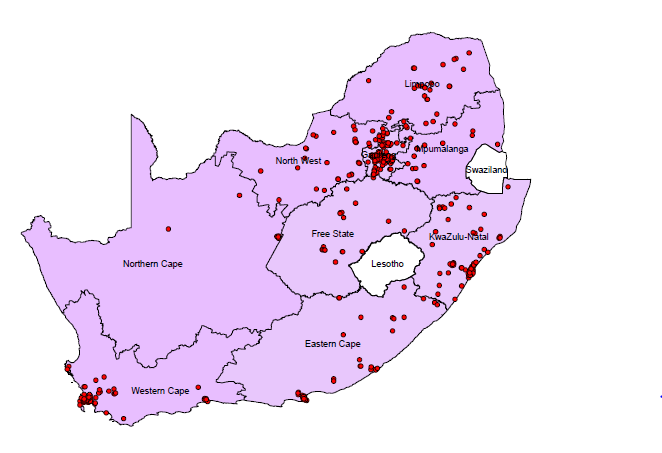 Limpopo
North West
Mpumalanga
Swaziland
Free State
KwaZulu-Natal
Northern Cape
Lesotho
Eastern Cape
Western Cape